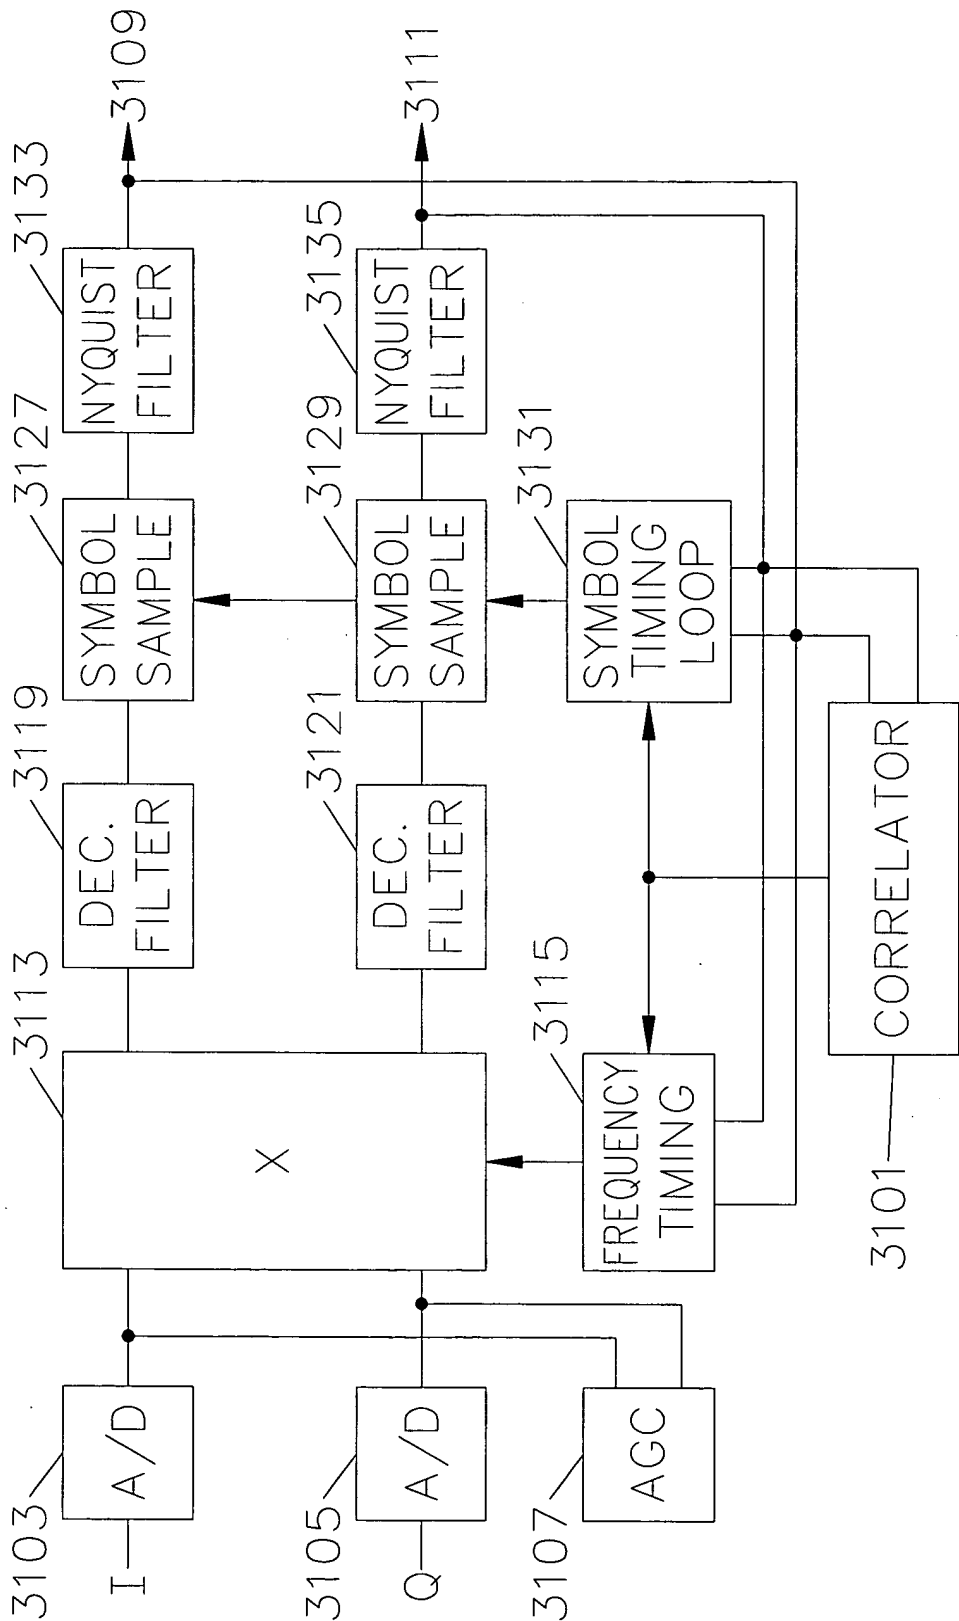 3103
I
A/D
3113
X
3119
DEC.
FILTER
3127
SYMBOL
SAMPLE
3133
NYQUIST
FILTER
3109
3105
Q
A/D
3121
DEC.
FILTER
3129
SYMBOL
SAMPLE
3135
NYQUIST
FILTER
3111
3107
AGC
3115
FREQUENCY
TIMING
3131
SYMBOL
TIMING
LOOP
3101
CORRELATOR